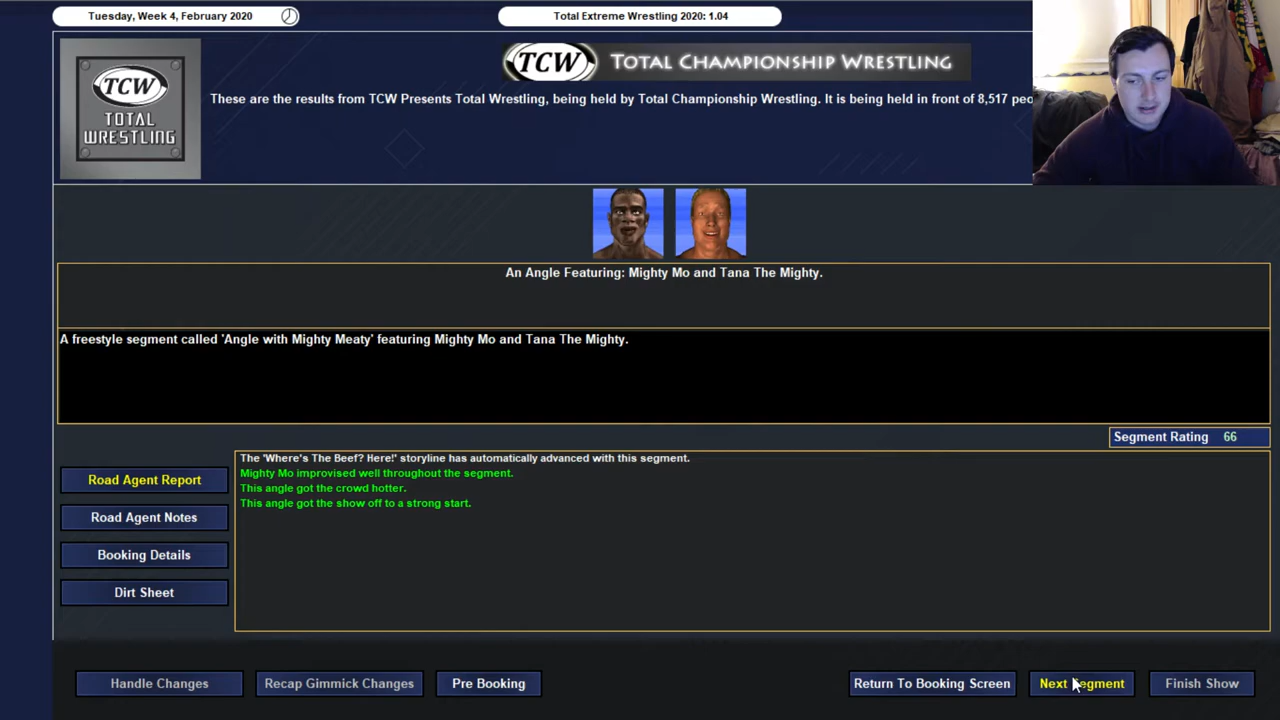 Tuesday, Week 4, February 2020
Total Extreme Wrestling 2020: 1.04
TCW
TOTAL
WRESTLING
TCW TOTAL CHAMPIONSHIP WRESTLING
These are the results from TCW Presents Total Wrestling, being held by Total Championship Wrestling. It is being held in front of 8,517
An Angle Featuring: Mighty Mo and Tana The Mighty.
A freestyle segment called 'Angle with Mighty Meaty' featuring Mighty Mo and Tana The Mighty.
Segment Rating 66
The 'Where's The Beef? Here!' storyline has automatically advanced with this segment.
Mighty Mo improvised well throughout the segment.
This angle got the crowd hotter.
This angle got the show off to a strong start.
Road Agent Report
Road Agent Notes
Booking Details
Dirt Sheet
Handle Changes
Recap Gimmick Changes
Pre Booking
Return To Booking Screen
Next Segment
Finish Show